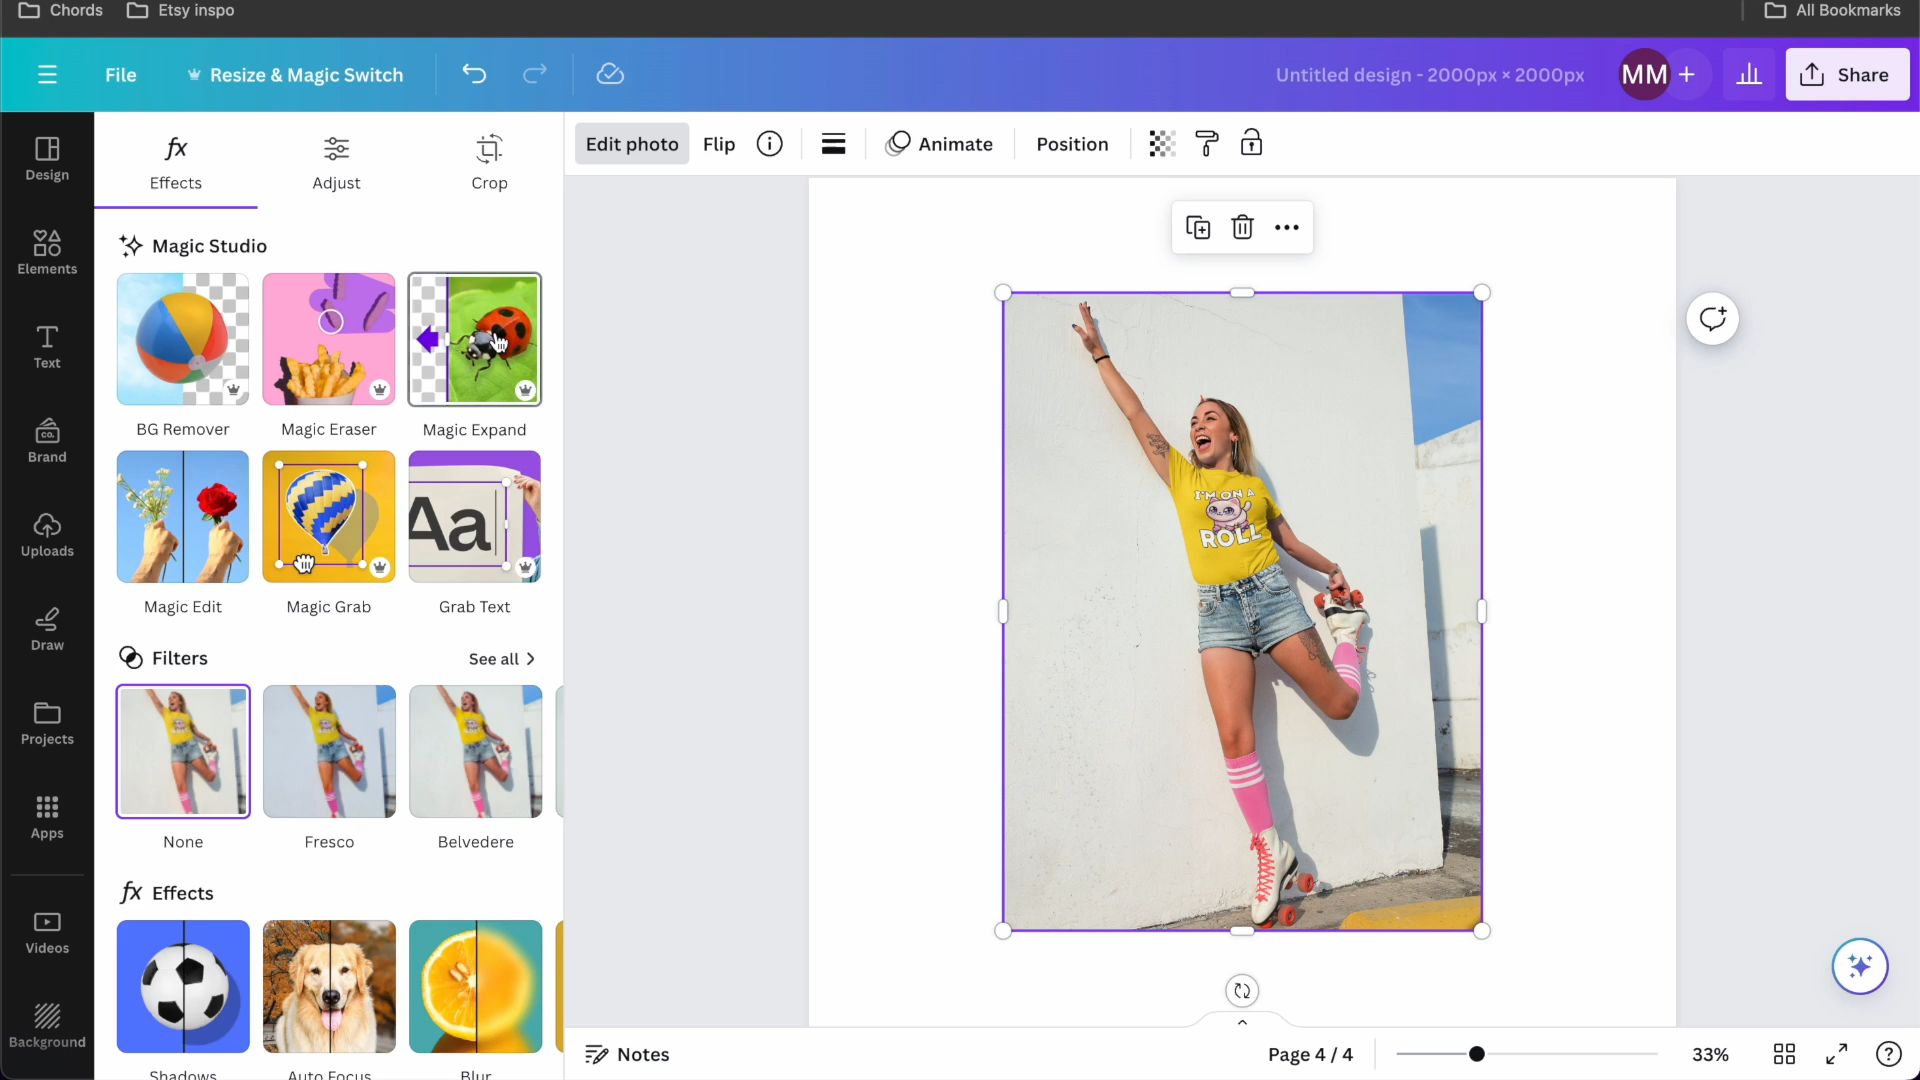 Chords
Etsy inspo
All Bookmarks
File
Resize & Magic Switch
Untitled design - 2000px × 2000px
MM
+
Share
Design
Elements
Text
CO.
Brand
Uploads
Draw
Projects
Apps
Videos
Background
fx
Effects
Adjust
Crop
Edit photo
Flip
Animate
Position
Magic Studio
BG Remover
Magic Eraser
Magic Expand
Aa
Magic Edit
Magic Grab
Grab Text
Filters
See all
None
Fresco
Belvedere
fx Effects
Shadows
Auto Focus
Blur
I'M ON A
ROLL
Notes
Page 4 / 4
33%
?